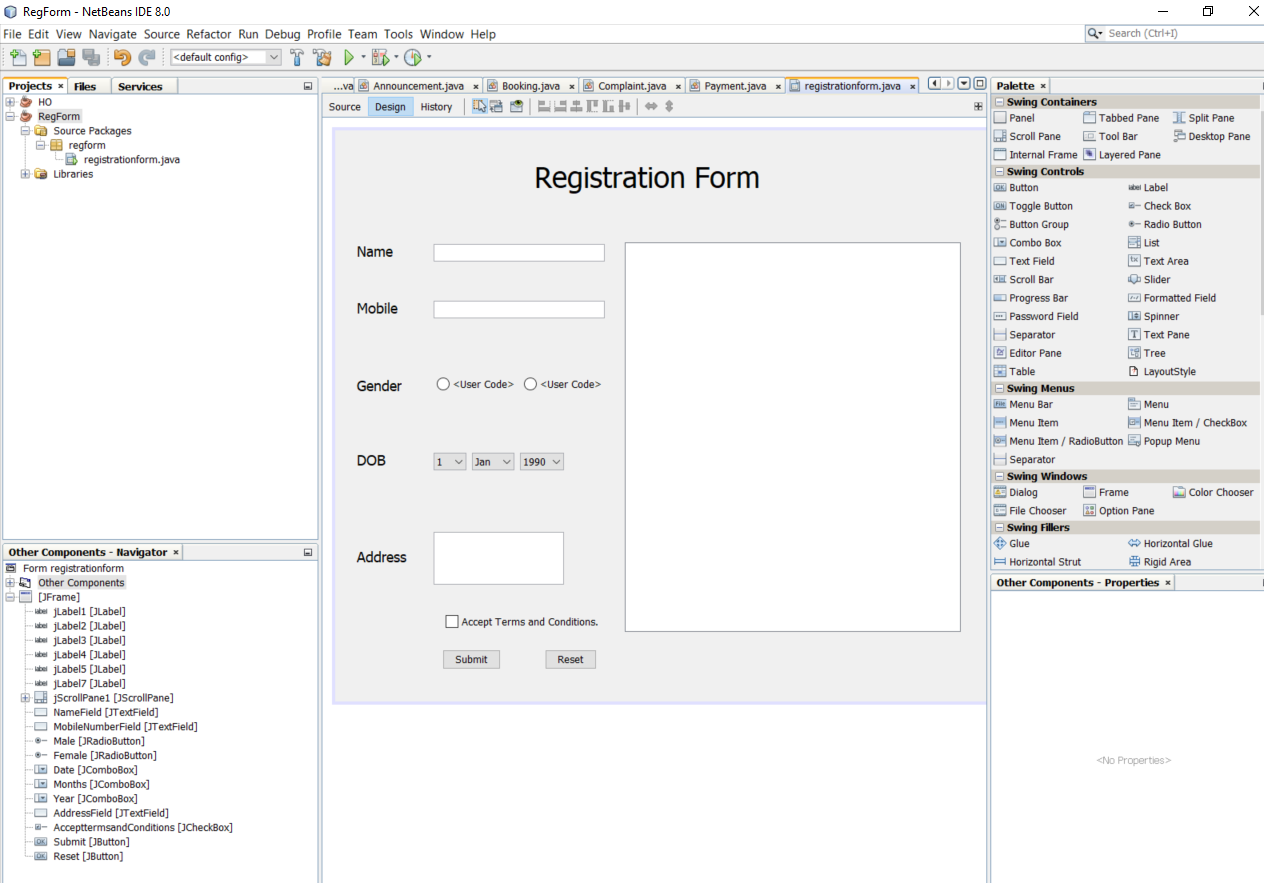 RegForm - NetBeans IDE 8.0
File Edit View Navigate Source Refactor Run Debug Profile Team Tools Window Help
Search (Ctrl+I)
<default config>
Projects Files Services
HO
RegForm
Source Packages
regform
registrationform.java
Libraries
...va Announcement.java Booking.java Complaint.java Payment.java registrationform.java
Source Design History
Registration Form
Name
Mobile
Gender <User Code> <User Code>
DOB 1 Jan 1990
Address
Accept Terms and Conditions.
Submit Reset
Other Components - Navigator
Form registrationform
Other Components
[JFrame]
jLabel1 [JLabel]
jLabel2 [JLabel]
jLabel3 [JLabel]
jLabel4 [JLabel]
jLabel5 [JLabel]
jLabel7 [JLabel]
jScrollPane1 [JScrollPane]
NameField [JTextField]
MobileNumberField [JTextField]
Male [JRadioButton]
Female [JRadioButton]
Date [JComboBox]
Months [JComboBox]
Year [JComboBox]
AddressField [JTextField]
AccepttermsandConditions [JCheckBox]
Submit [JButton]
Reset [JButton]
Palette
Swing Containers
Panel Tabbed Pane Split Pane
Scroll Pane Tool Bar Desktop Pane
Internal Frame Layered Pane
Swing Controls
Button Label
Toggle Button Check Box
Button Group Radio Button
Combo Box List
Text Field Text Area
Scroll Bar Slider
Progress Bar Formatted Field
Password Field Spinner
Separator Text Pane
Editor Pane Tree
Table LayoutStyle
Swing Menus
Menu Bar Menu
Menu Item Menu Item / CheckBox
Menu Item / RadioButton Popup Menu
Separator
Swing Windows
Dialog Frame Color Chooser
File Chooser Option Pane
Swing Fillers
Glue Horizontal Glue
Horizontal Strut Rigid Area
Other Components - Properties
<No Properties>